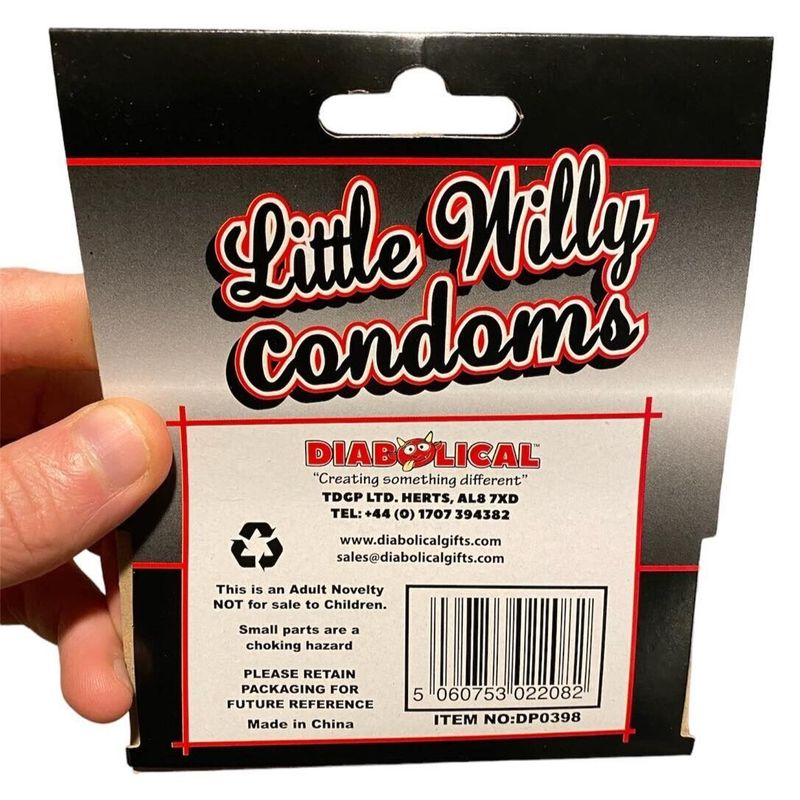 Little Willy
condoms
DIABOLICAL™
"Creating something different"
TDGP LTD. HERTS, AL8 7XD
TEL: +44 (0) 1707 394382
www.diabolicalgifts.com
sales@diabolicalgifts.com
This is an Adult Novelty
NOT for sale to Children.
Small parts are a
choking hazard
PLEASE RETAIN
PACKAGING FOR
FUTURE REFERENCE
Made in China
5 060753 022082
ITEM NO:DP0398